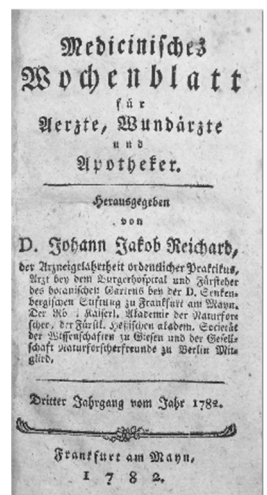 Medicinisches
Wochenblatt
für
Aerzte, Wundärzte
und
Apotheker.
Herausgegeben
von
D. Johann Jakob Reichard,
der Arzneigelahrtheit ordentlicher Praktikus,
Arzt bey dem Burgerhospital und Fürsteher
des botanischen Gartens bey der D. Senken-
bergischen Stiftung zu Frankfurt am Mayn.
Der Rö. Kaiserl. Akademie der Naturfor
scher, der Fürstl. Heßischen akadem. Societät
der Wissenschaften zu Giesen und der Gesell-
schaft Naturforscherfreunde zu Berlin Mit-
glied.
Dritter Jahrgang vom Jahr 1782.
Frankfurt am Mayn,
1782.